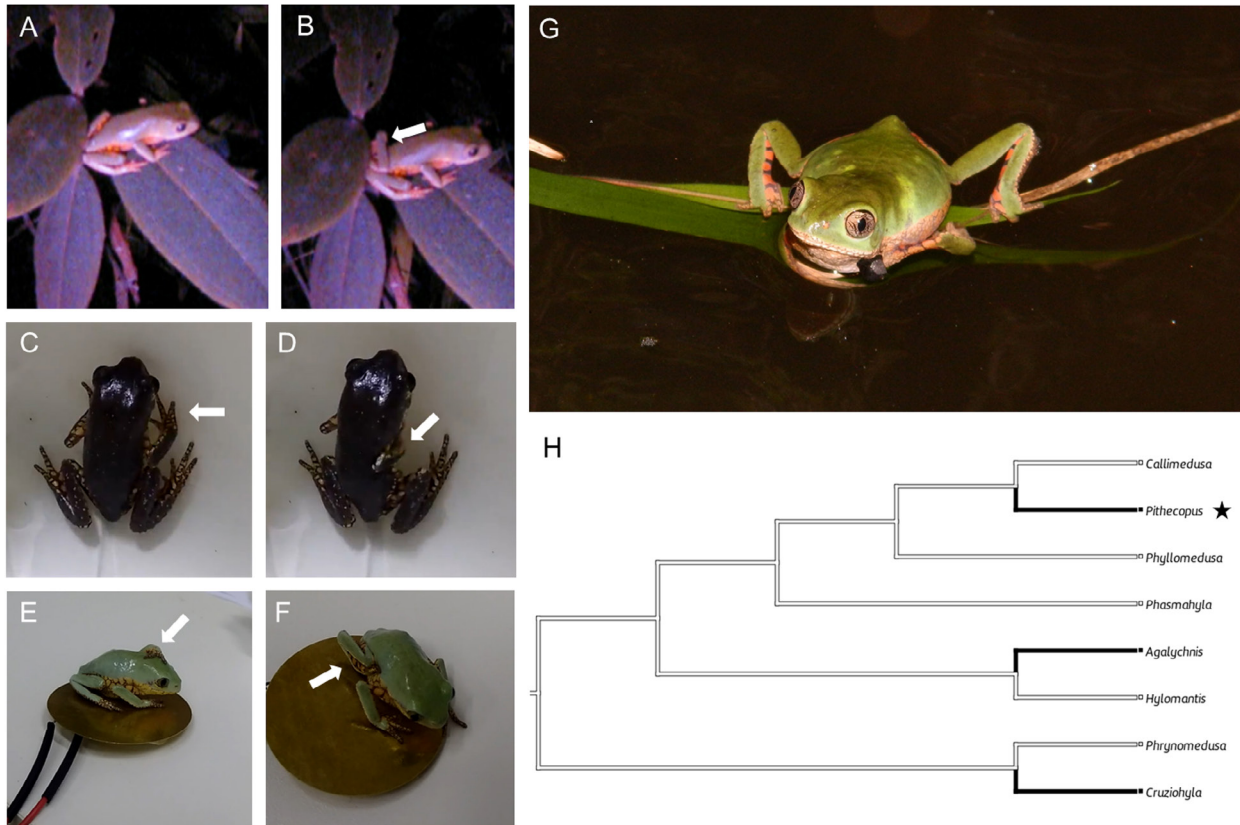 A
B
G
C
D
E
F
H
Callimedusa
Pithecopus
Phyllomedusa
Phasmahyla
Agalychnis
Hylomantis
Phrynomedusa
Cruziohyla